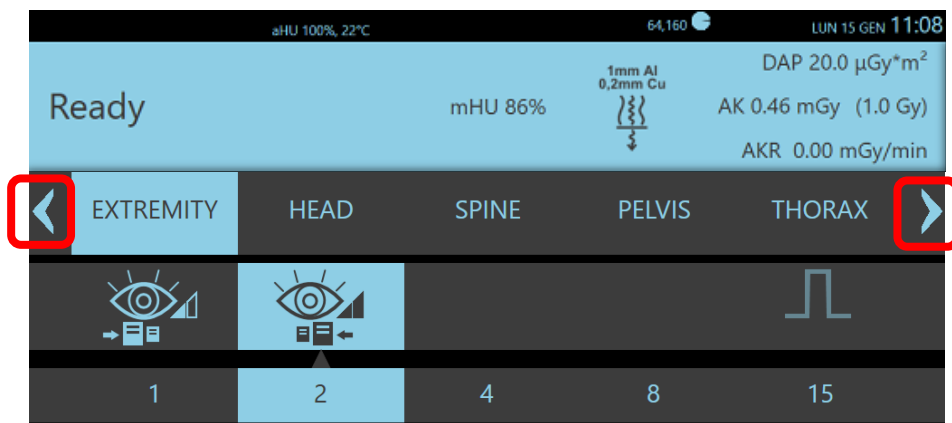 aHU 100%, 22°C 64,160 LUN 15 GEN 11:08
1mm Al
0,2mm Cu
DAP 20.0 µGy*m²
Ready mHU 86% AK 0.46 mGy (1.0 Gy)
AKR 0.00 mGy/min
EXTREMITY HEAD SPINE PELVIS THORAX
1 2 4 8 15